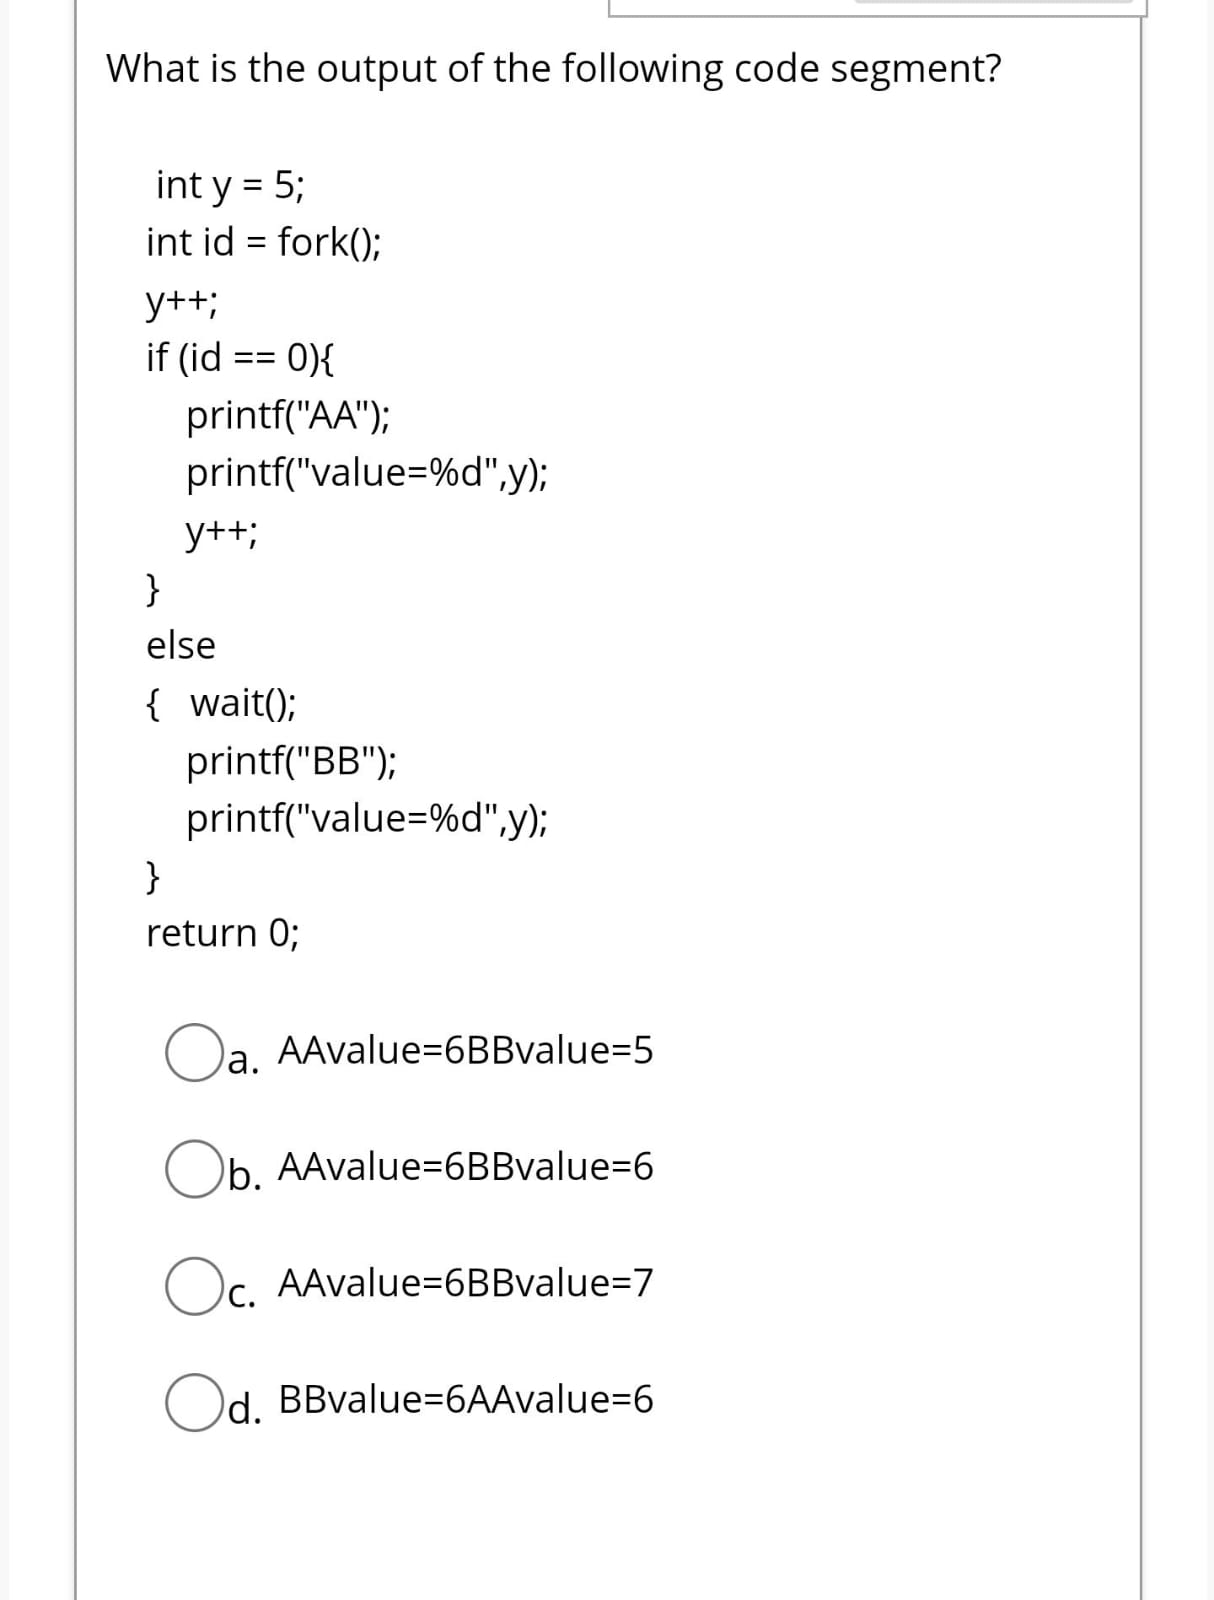 What is the output of the following code segment?
int y = 5;
int id = fork();
y++;
if (id == 0){
printf("AA");
printf("value=%d",y);
y++;
}
else
{ wait();
printf("BB");
printf("value=%d",y);
}
return 0;
a. AAvalue=6BBvalue=5
b. AAvalue=6BBvalue=6
c. AAvalue=6BBvalue=7
d. BBvalue=6AAvalue=6